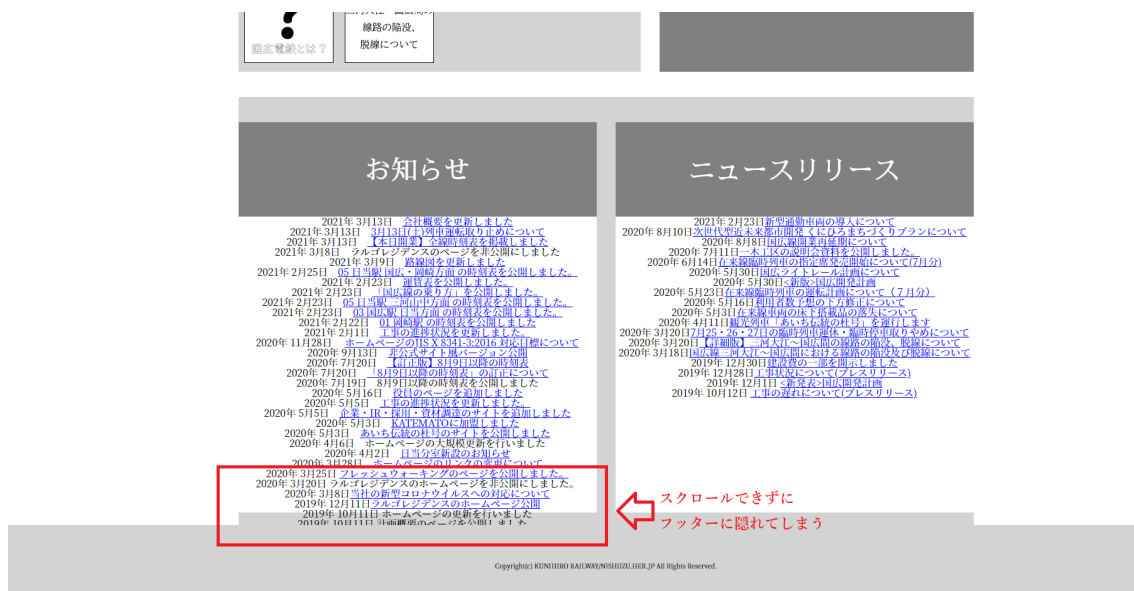 ?
国広電鉄とは？
線路の陥没、
脱線について
お知らせ
2021年 3月13日 会社概要を更新しました
2021年 3月13日 3月13日(土)列車運転取り止めについて
2021年 3月13日 【本日開業】全線時刻表を掲載しました
2021年 3月8日 ラルゴレジデンスのページを非公開にしました
2021年 3月9日 路線図を更新しました
2021年 2月25日 05 日当駅 国広・岡崎方面 の時刻表を公開しました。
2021年 2月23日 運賃表を公開しました。
2021年 2月23日 「国広線の乗り方」を公開しました。
2021年 2月23日 05 日当駅 三河山中方面 の時刻表を公開しました。
2021年 2月23日 03 国広駅 日当方面 の時刻表を公開しました。
2021年 2月22日 01 岡崎駅 の時刻表を公開しました
2021年 2月1日 工事の進捗状況を更新しました。
2020年 11月28日 ホームページのJIS X 8341-3:2016 対応目標について
2020年 9月13日 非公式サイト風バージョン公開
2020年 7月20日 【訂正版】8月9日以降の時刻表
2020年 7月20日 「8月9日以降の時刻表」の訂正について
2020年 7月19日 8月9日以降の時刻表を公開しました
2020年 5月16日 役員のページを追加しました
2020年 5月5日 工事の進捗状況を更新しました。
2020年 5月5日 企業・IR・採用・資材調達のサイトを追加しました
2020年 5月3日 KATEMATOに加盟しました
2020年 5月3日 あいち伝統の杜号のサイトを公開しました
2020年 4月6日 ホームページの大規模更新を行いました
2020年 4月2日 日当分室新設のお知らせ
2020年 3月28日 ホームページのリンクの変更について
2020年 3月25日 フレッシュウォーキングのページを公開しました。
2020年 3月20日 ラルゴレジデンスのホームページを非公開にしました。
2020年 3月8日当社の新型コロナウイルスへの対応について
2019年 12月11日ラルゴレジデンスのホームページ公開
2019年 10月11日 ホームページの更新を行いました
2019年 10月11日 計画概要のページを公開しました
ニュースリリース
2021年 2月23日新型通勤車両の導入について
2020年 8月10日次世代型近未来都市開発 くにひろまちづくりプランについて
2020年 8月8日国広線開業再延期について
2020年 7月11日一本工区の説明会資料を公開しました。
2020年 6月14日在来線臨時列車の指定席発売開始について(7月分)
2020年 5月30日国広ライトレール計画について
2020年 5月30日<新版>国広開発計画
2020年 5月23日在来線臨時列車の運転計画について（７月分）
2020年 5月16日利用者数予想の下方修正について
2020年 5月3日在来線車両の床下搭載品の落失について
2020年 4月11日観光列車「あいち伝統の杜号」を運行します
2020年 3月20日7月25・26・27日の臨時列車運休・臨時停車取りやめについて
2020年 3月20日【詳細版】三河大江～国広間の線路の陥没、脱線について
2020年 3月18日国広線三河大江～国広間における線路の陥没及び脱線について
2019年 12月30日建設費の一部を開示しました
2019年 12月28日工事状況について(プレスリリース)
2019年 12月1日 <新発表>国広開発計画
2019年 10月12日 工事の遅れについて(プレスリリース)
スクロールできずに
フッターに隠れてしまう
Copyright(c) KUNIHIRO RAILWAY/NISHIIZU.HER.JP All Rights Reserved.